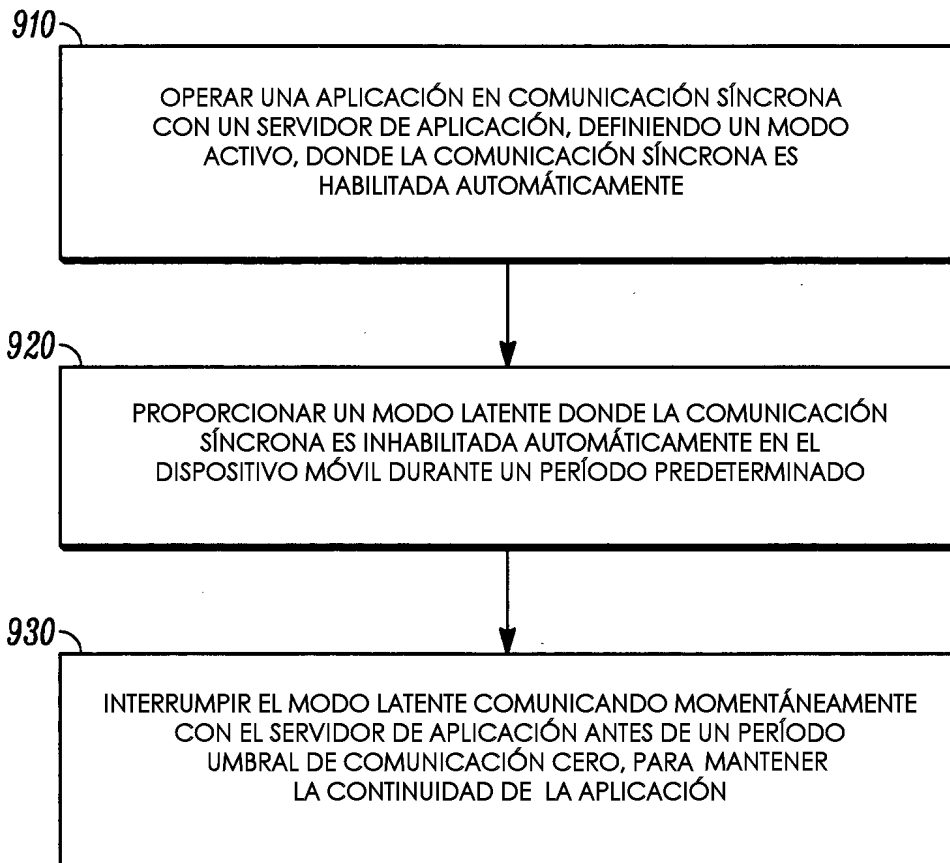 910
OPERAR UNA APLICACIÓN EN COMUNICACIÓN SÍNCRONA
CON UN SERVIDOR DE APLICACIÓN, DEFINIENDO UN MODO
ACTIVO, DONDE LA COMUNICACIÓN SÍNCRONA ES
HABILITADA AUTOMÁTICAMENTE
920
PROPORCIONAR UN MODO LATENTE DONDE LA COMUNICACIÓN
SÍNCRONA ES INHABILITADA AUTOMÁTICAMENTE EN EL
DISPOSITIVO MÓVIL DURANTE UN PERÍODO PREDETERMINADO
930
INTERRUMPIR EL MODO LATENTE COMUNICANDO MOMENTÁNEAMENTE
CON EL SERVIDOR DE APLICACIÓN ANTES DE UN PERÍODO
UMBRAL DE COMUNICACIÓN CERO, PARA MANTENER
LA CONTINUIDAD DE LA APLICACIÓN